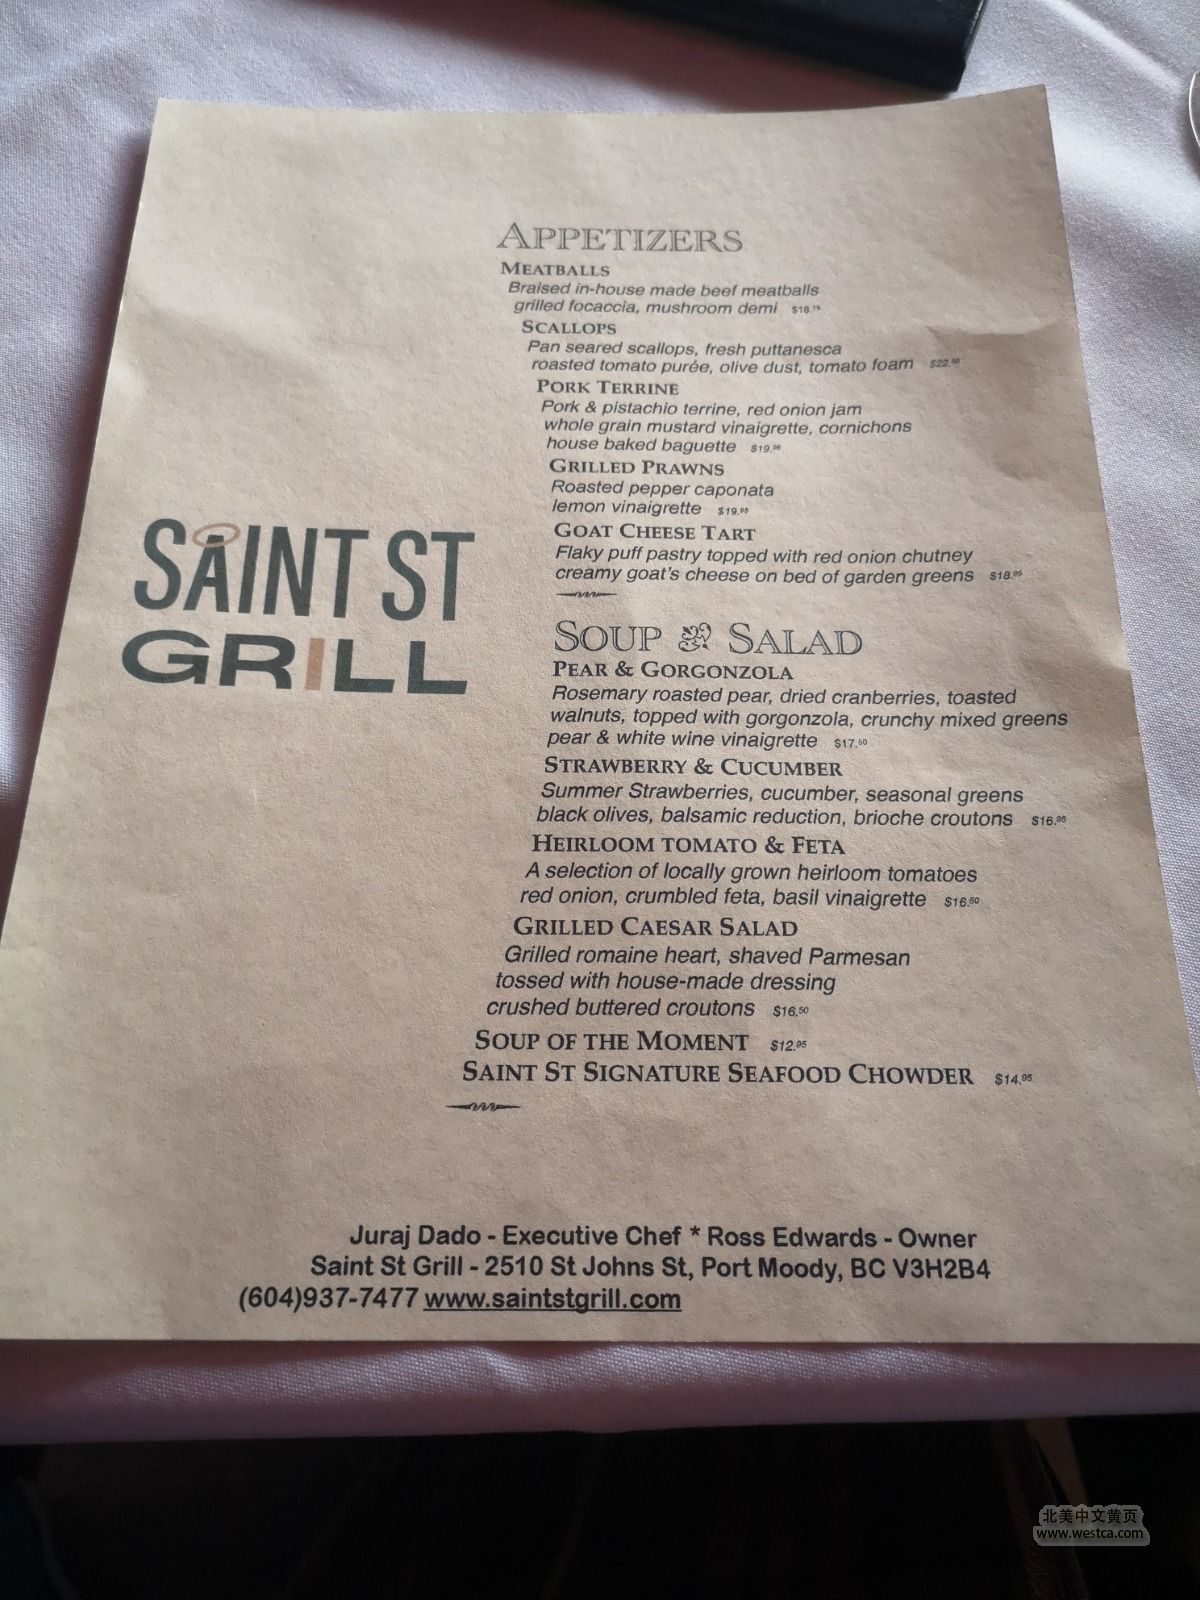 APPETIZERS
MEATBALLS
Braised in-house made beef meatballs
grilled focaccia, mushroom demi
SCALLOPS
Pan seared scallops, fresh puttanesca
roasted tomato purée, olive dust, tomato foam $22.50
PORK TERRINE
Pork & pistachio terrine, red onion jam
whole grain mustard vinaigrette, cornichons
house baked baguette $19.95
GRILLED PRAWNS
Roasted pepper caponata
lemon vinaigrette $19.95
GOAT CHEESE TART
Flaky puff pastry topped with red onion chutney
creamy goat's cheese on bed of garden greens $18.95
SAINT ST
GRILL
SOUP & SALAD
PEAR & GORGONZOLA
Rosemary roasted pear, dried cranberries, toasted
walnuts, topped with gorgonzola, crunchy mixed greens
pear & white wine vinaigrette $17.50
STRAWBERRY & CUCUMBER
Summer Strawberries, cucumber, seasonal greens
black olives, balsamic reduction, brioche croutons $16.95
HEIRLOOM TOMATO & FETA
A selection of locally grown heirloom tomatoes
red onion, crumbled feta, basil vinaigrette $16.50
GRILLED CAESAR SALAD
Grilled romaine heart, shaved Parmesan
tossed with house-made dressing
crushed buttered croutons $16.50
SOUP OF THE MOMENT $12.95
SAINT ST SIGNATURE SEAFOOD CHOWDER $14.95
Juraj Dado - Executive Chef * Ross Edwards - Owner
Saint St Grill - 2510 St Johns St, Port Moody, BC V3H2B4
(604)937-7477 www.saintstgrill.com
北美中文黄页
www.westca.com